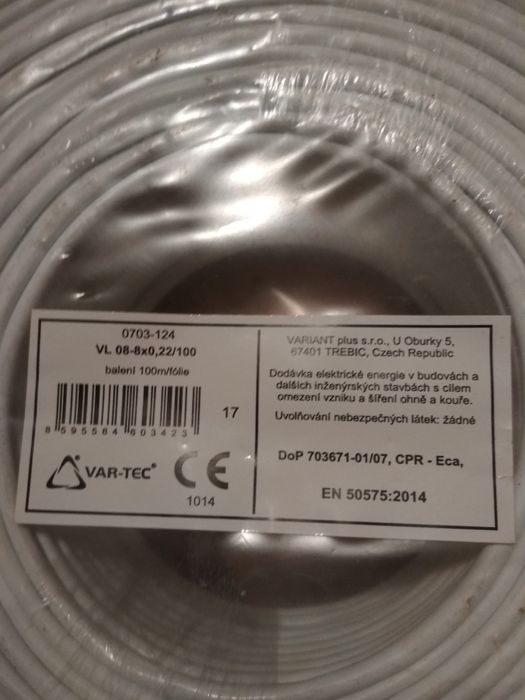 0703-124
VL 08-8x0,22/100
balení 100m/fólie
17
8 595584 603423
VAR-TEC®
CE
1014
VARIANT plus s.r.o., U Oburky 5,
67401 TREBIC, Czech Republic
Dodávka elektrické energie v budovách a
dalších inženýrských stavbách s cílem
omezení vzniku a šíření ohně a kouře.
Uvolňování nebezpečných látek: žádné
DoP 703671-01/07, CPR - Eca,
EN 50575:2014